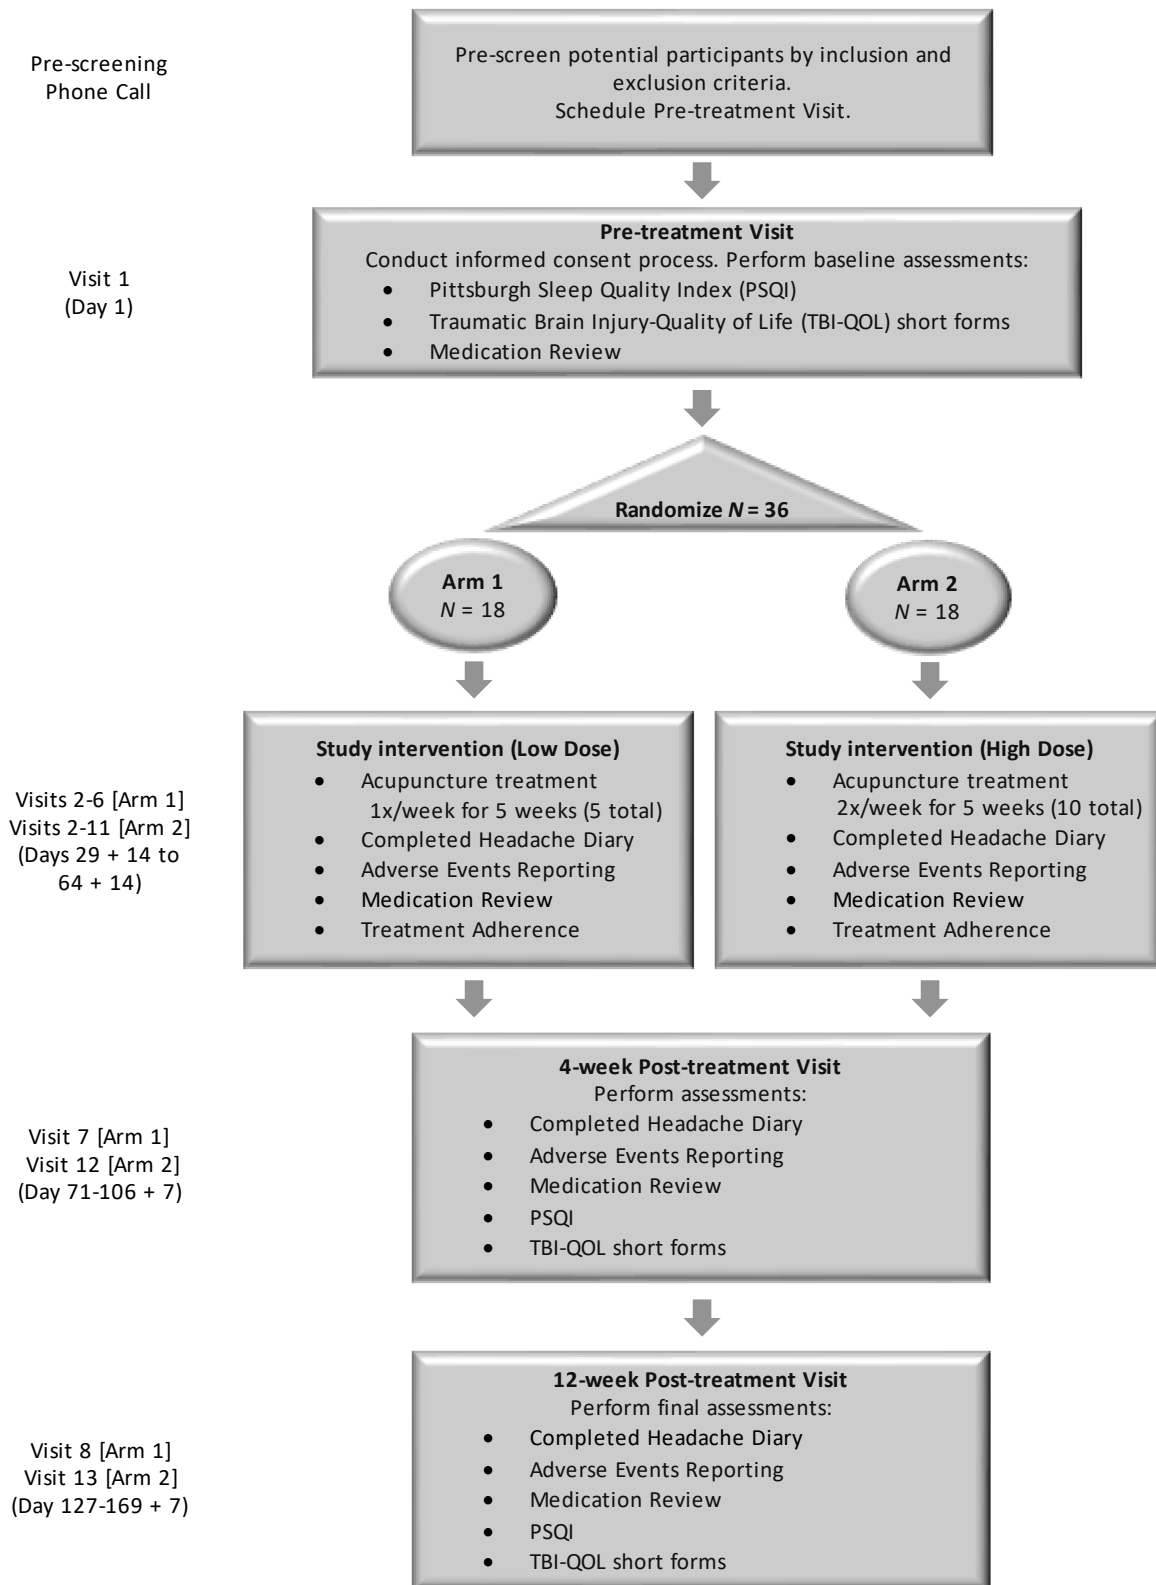 Pre-screening
Phone Call
Pre-screen potential participants by inclusion and
exclusion criteria.
Schedule Pre-treatment Visit.
Visit 1
(Day 1)
Pre-treatment Visit
Conduct informed consent process. Perform baseline assessments:
• Pittsburgh Sleep Quality Index (PSQI)
• Traumatic Brain Injury-Quality of Life (TBI-QOL) short forms
• Medication Review
Randomize N = 36
Arm 1
N = 18
Arm 2
N = 18
Visits 2-6 [Arm 1]
Visits 2-11 [Arm 2]
(Days 29 + 14 to
64 + 14)
Study intervention (Low Dose)
• Acupuncture treatment
1x/week for 5 weeks (5 total)
• Completed Headache Diary
• Adverse Events Reporting
• Medication Review
• Treatment Adherence
Study intervention (High Dose)
• Acupuncture treatment
2x/week for 5 weeks (10 total)
• Completed Headache Diary
• Adverse Events Reporting
• Medication Review
• Treatment Adherence
Visit 7 [Arm 1]
Visit 12 [Arm 2]
(Day 71-106 + 7)
4-week Post-treatment Visit
Perform assessments:
• Completed Headache Diary
• Adverse Events Reporting
• Medication Review
• PSQI
• TBI-QOL short forms
Visit 8 [Arm 1]
Visit 13 [Arm 2]
(Day 127-169 + 7)
12-week Post-treatment Visit
Perform final assessments:
• Completed Headache Diary
• Adverse Events Reporting
• Medication Review
• PSQI
• TBI-QOL short forms